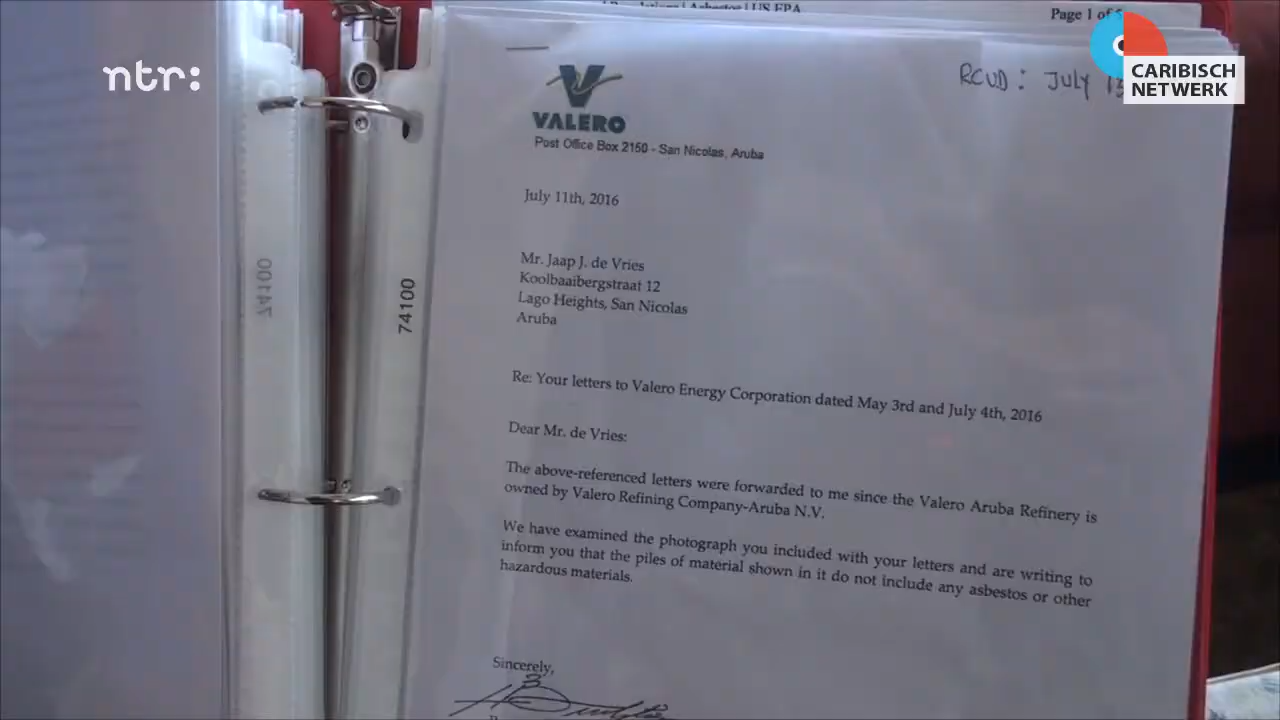 Asbestos | US EPA
Page 1 of
ntr:
CARIBISCH
NETWERK
RCVD: July 13
VALERO
Post Office Box 2150 - San Nicolas, Aruba
July 11th, 2016
Mr. Jaap J. de Vries
Koolbaaibergstraat 12
Lago Heights, San Nicolas
Aruba
Re: Your letters to Valero Energy Corporation dated May 3rd and July 4th, 2016
Dear Mr. de Vries:
The above-referenced letters were forwarded to me since the Valero Aruba Refinery is
owned by Valero Refining Company-Aruba N.V.
We have examined the photograph you included with your letters and are writing to
inform you that the piles of material shown in it do not include any asbestos or other
hazardous materials.
Sincerely,
74100
74100